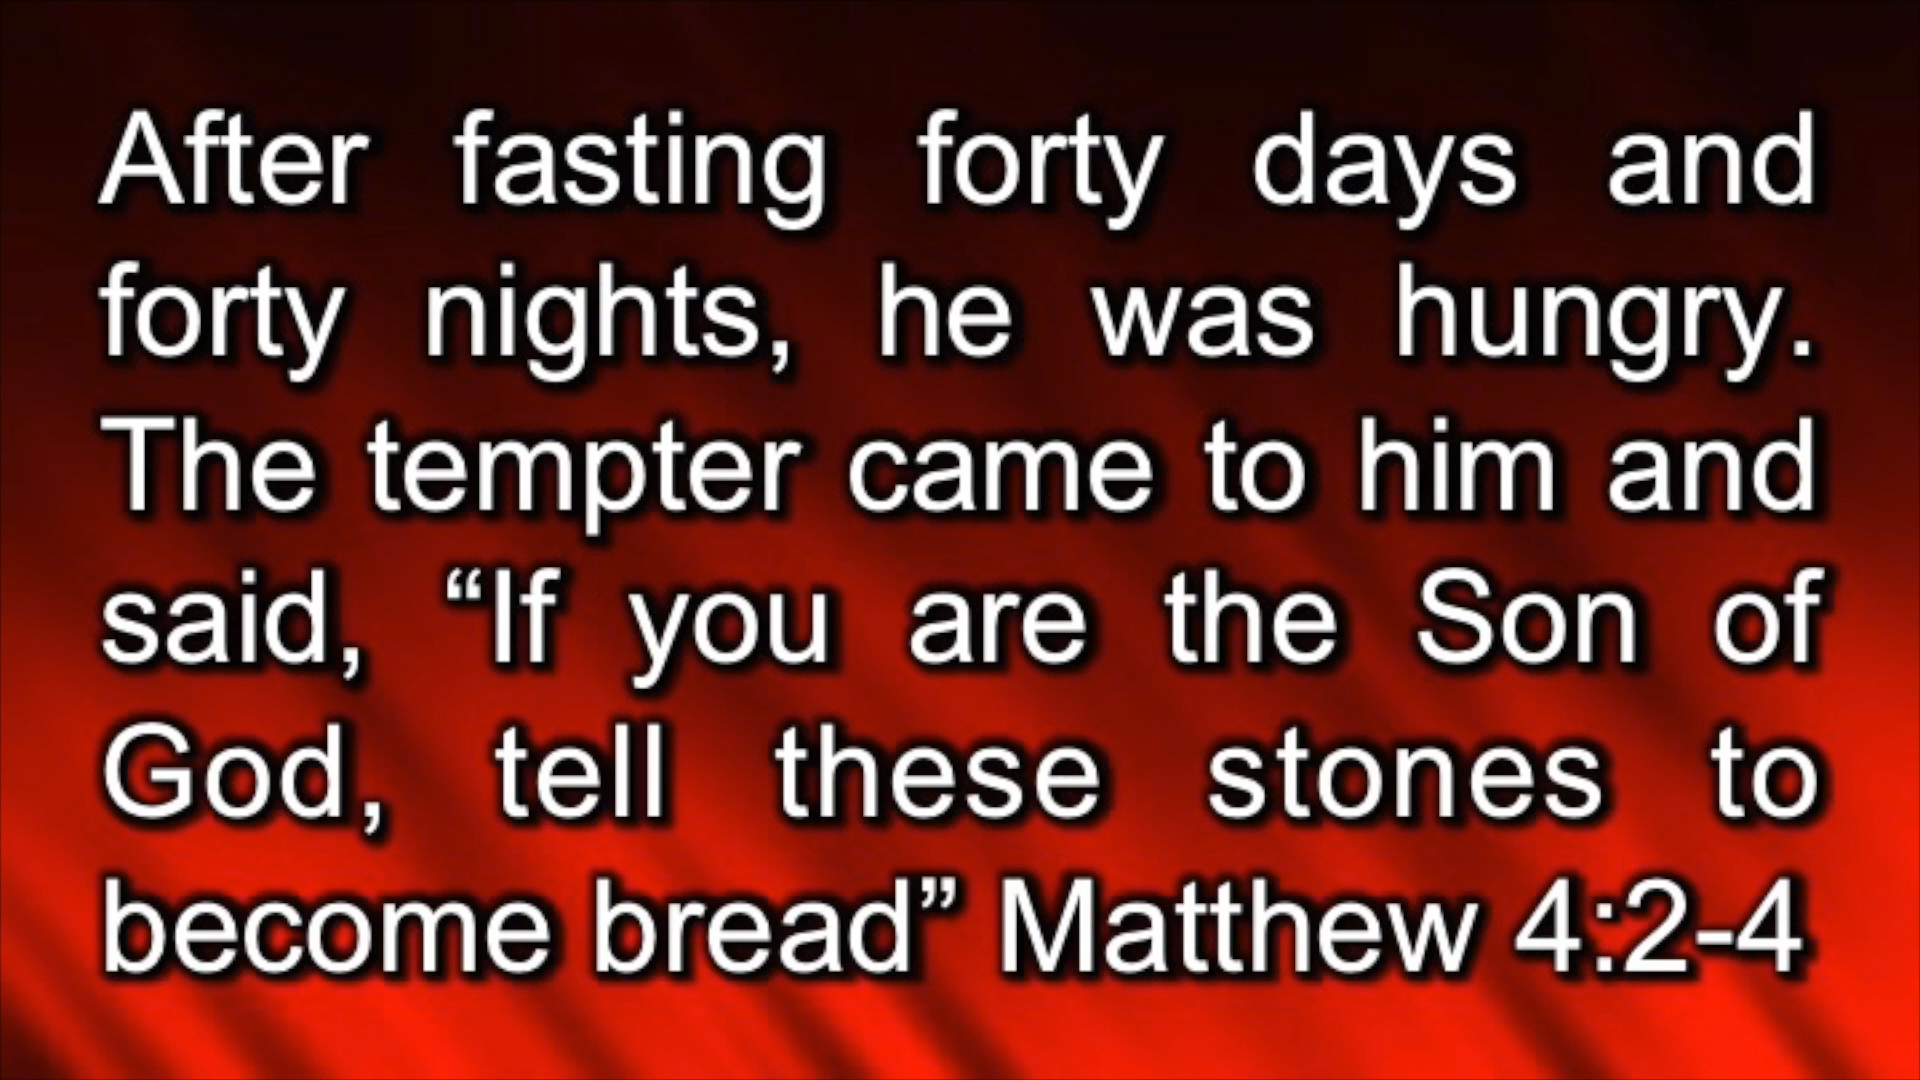 After fasting forty days and
forty nights, he was hungry.
The tempter came to him and
said, “If you are the Son of
God, tell these stones to
become bread” Matthew 4:2-4